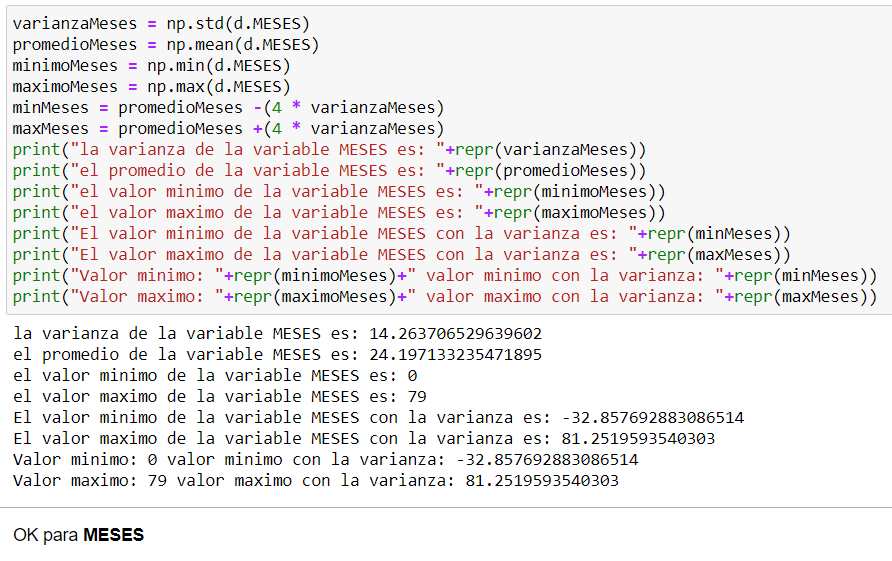 varianzaMeses = np.std(d.MESES)
promedioMeses = np.mean(d.MESES)
minimoMeses = np.min(d.MESES)
maximoMeses = np.max(d.MESES)
minMeses = promedioMeses -(4 * varianzaMeses)
maxMeses = promedioMeses +(4 * varianzaMeses)
print("la varianza de la variable MESES es: "+repr(varianzaMeses))
print("el promedio de la variable MESES es: "+repr(promedioMeses))
print("el valor minimo de la variable MESES es: "+repr(minimoMeses))
print("el valor maximo de la variable MESES es: "+repr(maximoMeses))
print("El valor minimo de la variable MESES con la varianza es: "+repr(minMeses))
print("El valor maximo de la variable MESES con la varianza es: "+repr(maxMeses))
print("Valor minimo: "+repr(minimoMeses)+" valor minimo con la varianza: "+repr(minMeses))
print("Valor maximo: "+repr(maximoMeses)+" valor maximo con la varianza: "+repr(maxMeses))
la varianza de la variable MESES es: 14.263706529639602
el promedio de la variable MESES es: 24.197133235471895
el valor minimo de la variable MESES es: 0
el valor maximo de la variable MESES es: 79
El valor minimo de la variable MESES con la varianza es: -32.857692883086514
El valor maximo de la variable MESES con la varianza es: 81.2519593540303
Valor minimo: 0 valor minimo con la varianza: -32.857692883086514
Valor maximo: 79 valor maximo con la varianza: 81.2519593540303
OK para MESES